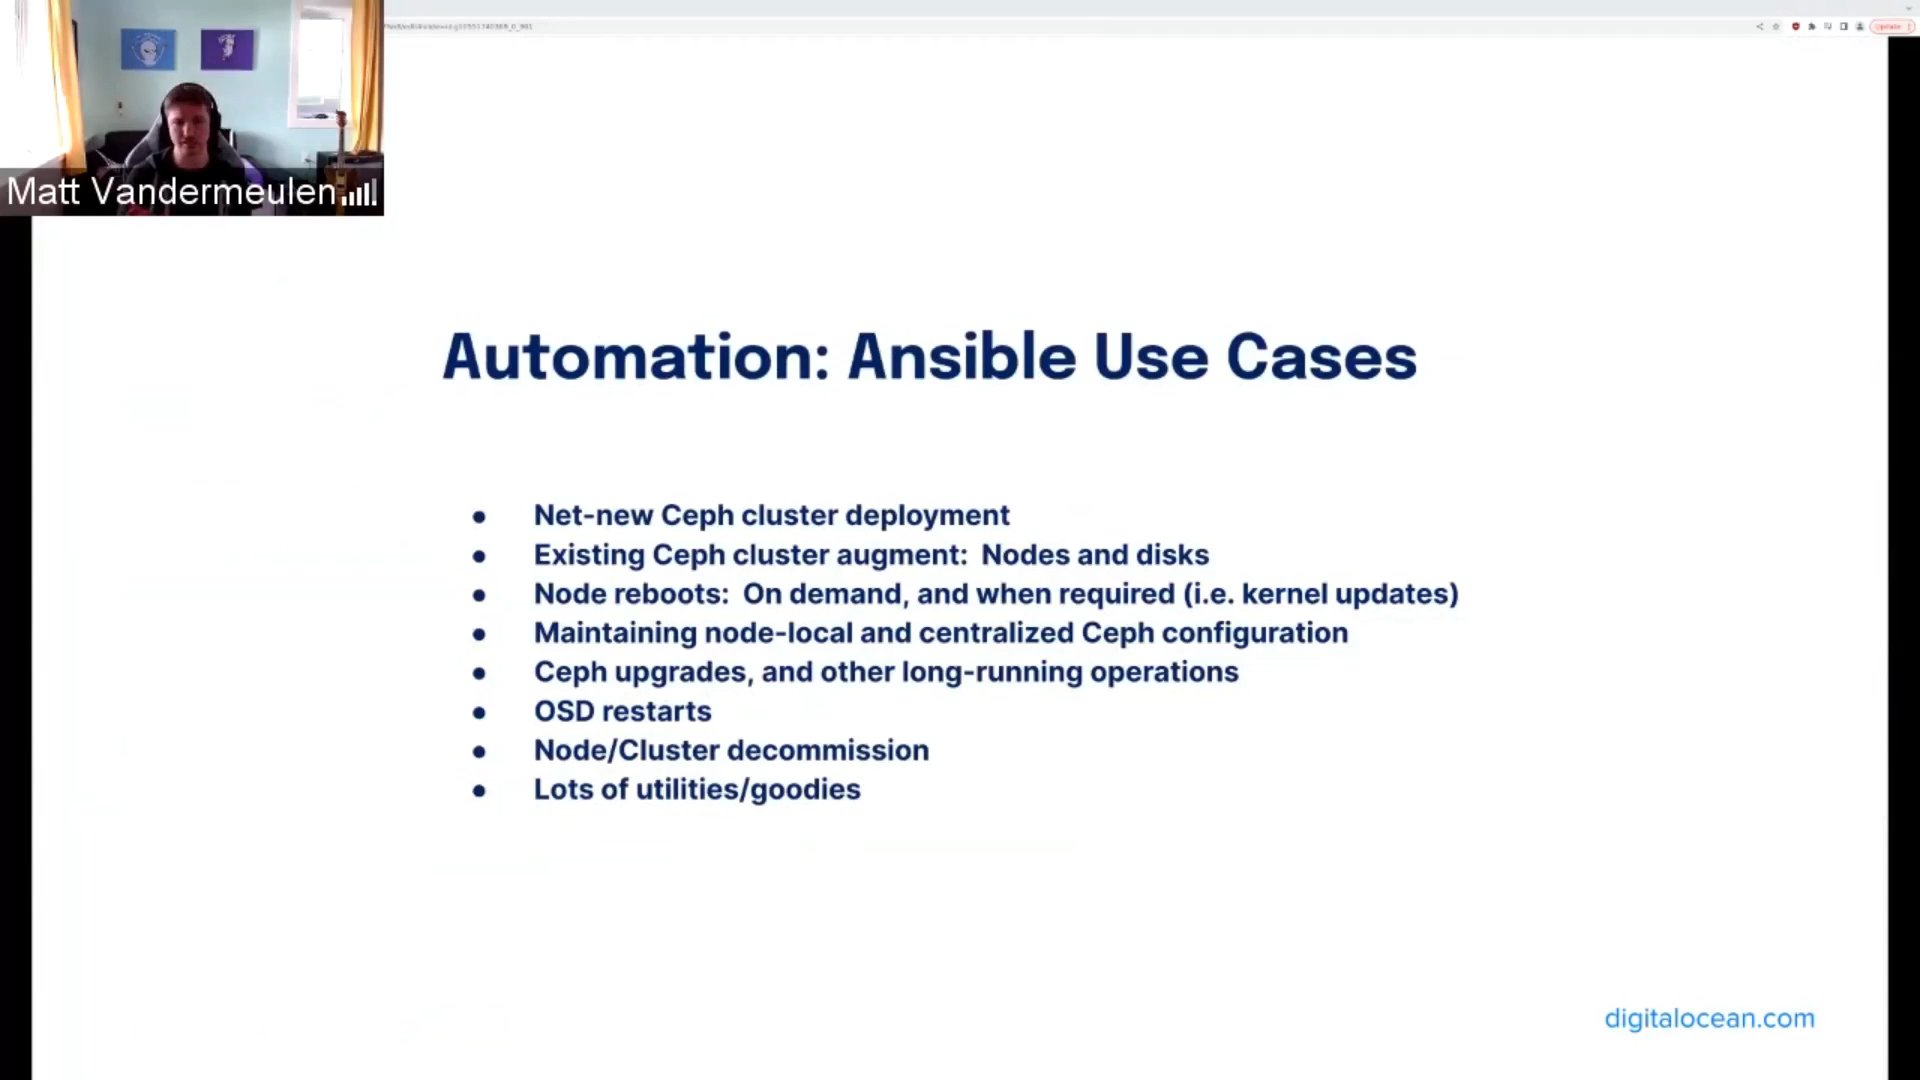 Matt Vandermeulen
Update
Automation: Ansible Use Cases
● Net-new Ceph cluster deployment
● Existing Ceph cluster augment: Nodes and disks
● Node reboots: On demand, and when required (i.e. kernel updates)
● Maintaining node-local and centralized Ceph configuration
● Ceph upgrades, and other long-running operations
● OSD restarts
● Node/Cluster decommission
● Lots of utilities/goodies
digitalocean.com